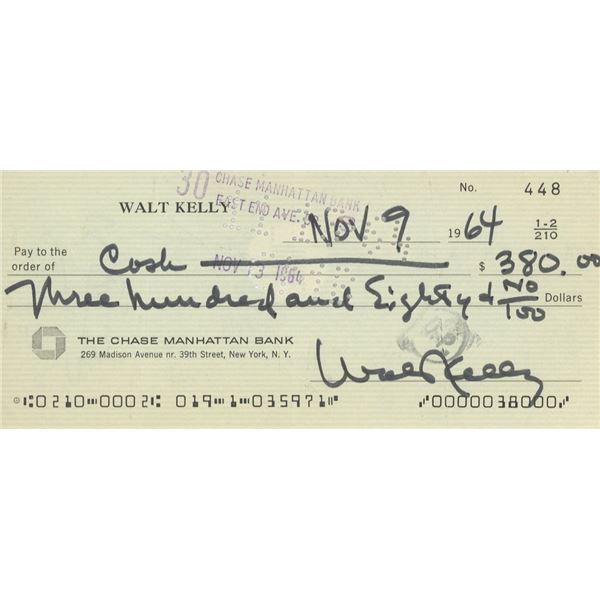 30 CHASE MANHATTAN BANK
EAST END AVE.
No. 448
WALT KELLY
Nov 9 1964
1-2
210
Pay to the
order of Cash $ 380.00
NOV 13 1964
Three hundred and Eighty & No/100 Dollars
THE CHASE MANHATTAN BANK
269 Madison Avenue nr. 39th Street, New York, N. Y.
Walt Kelly
⑆0210⑉0002⑆ 019⑈1⑈035971⑈ ⑇0000038000⑇